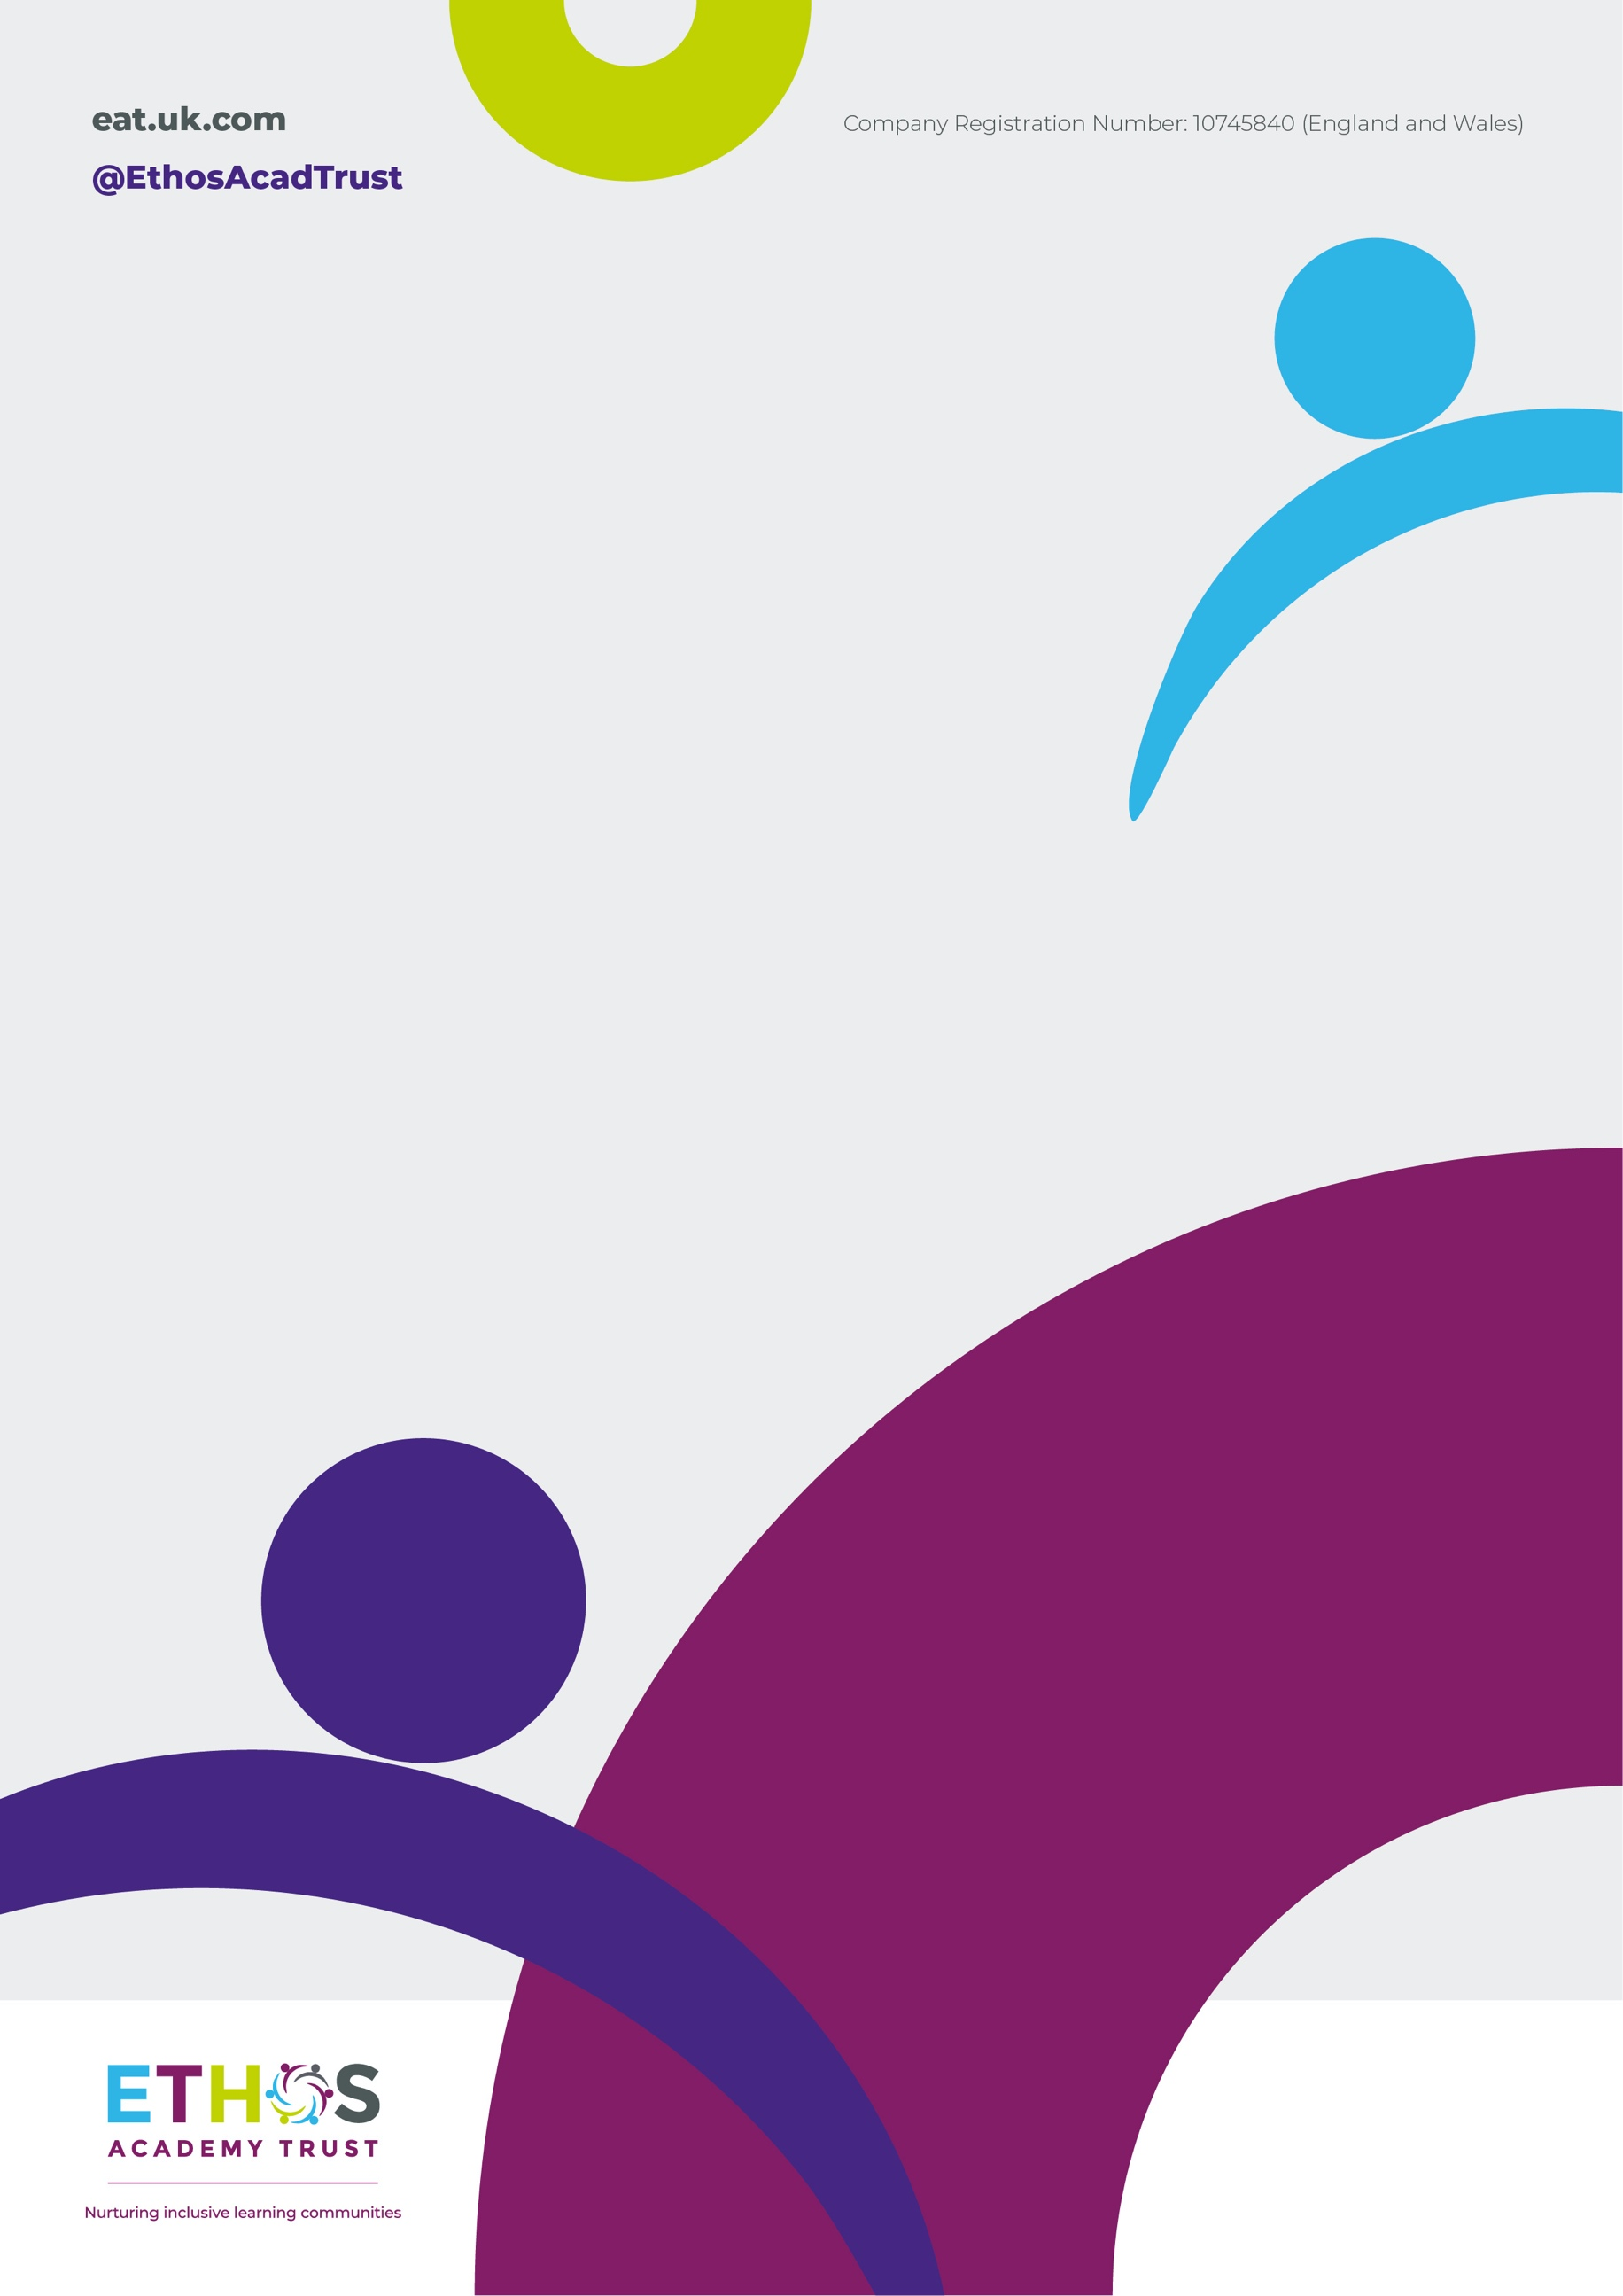 eat.uk.com
@EthosAcadTrust
Company Registration Number: 10745840 (England and Wales)
ETHOS
ACADEMY TRUST
Nurturing inclusive learning communities